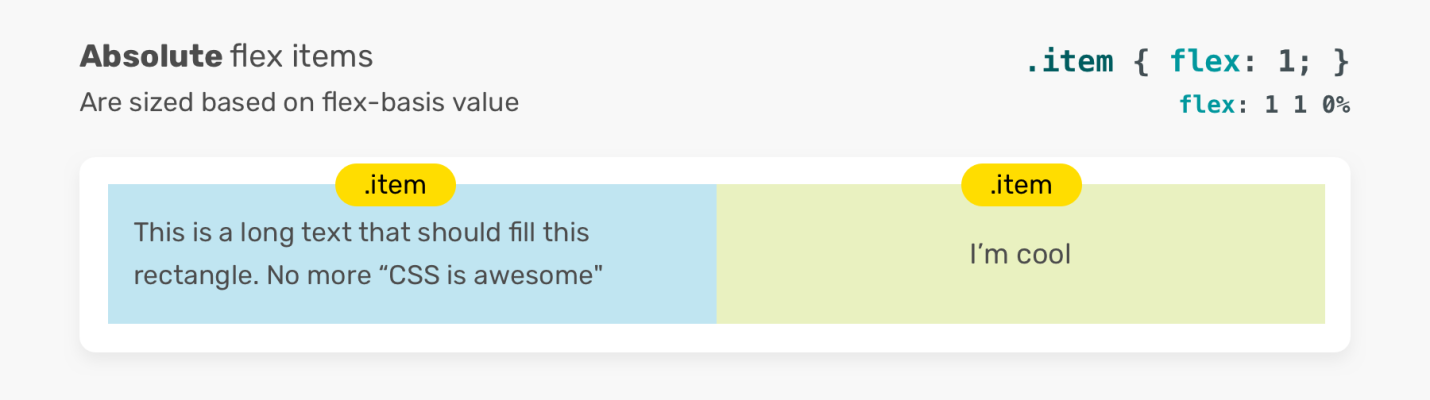 Absolute flex items
Are sized based on flex-basis value
.item { flex: 1; }
flex: 1 1 0%
.item
This is a long text that should fill this
rectangle. No more “CSS is awesome"
.item
I’m cool